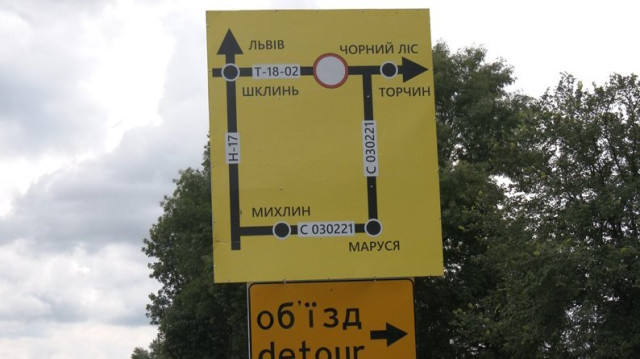 ЛЬВІВ
ЧОРНИЙ ЛІС
Т-18-02
ШКЛИНЬ
ТОРЧИН
Н-17
С 030221
МИХЛИН
С 030221
МАРУСЯ
об'їзд
detour